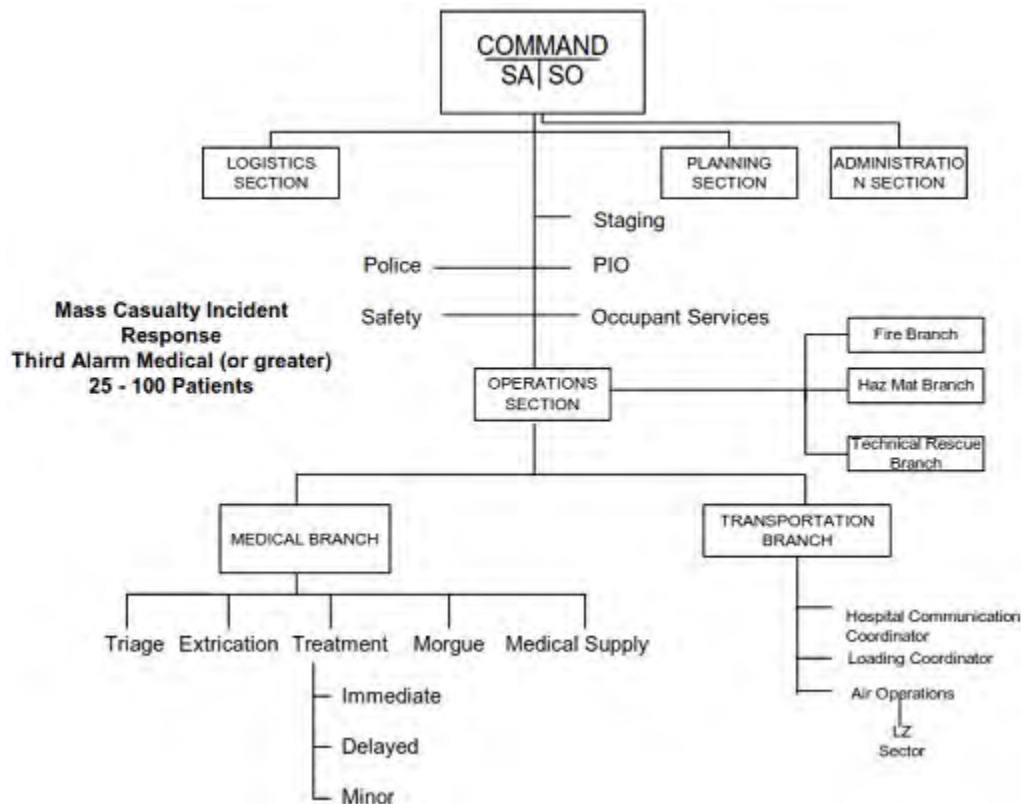 COMMAND
SA SO
LOGISTICS
SECTION
PLANNING
SECTION
ADMINISTRATIO
N SECTION
Staging
Police
PIO
Safety
Occupant Services
Mass Casualty Incident
Response
Third Alarm Medical (or greater)
25 - 100 Patients
Fire Branch
Haz Mat Branch
Technical Rescue
Branch
OPERATIONS
SECTION
MEDICAL BRANCH
TRANSPORTATION
BRANCH
Triage
Extrication
Treatment
Morgue
Medical Supply
Immediate
Delayed
Minor
Hospital Communication
Coordinator
Loading Coordinator
Air Operations
LZ
Sector